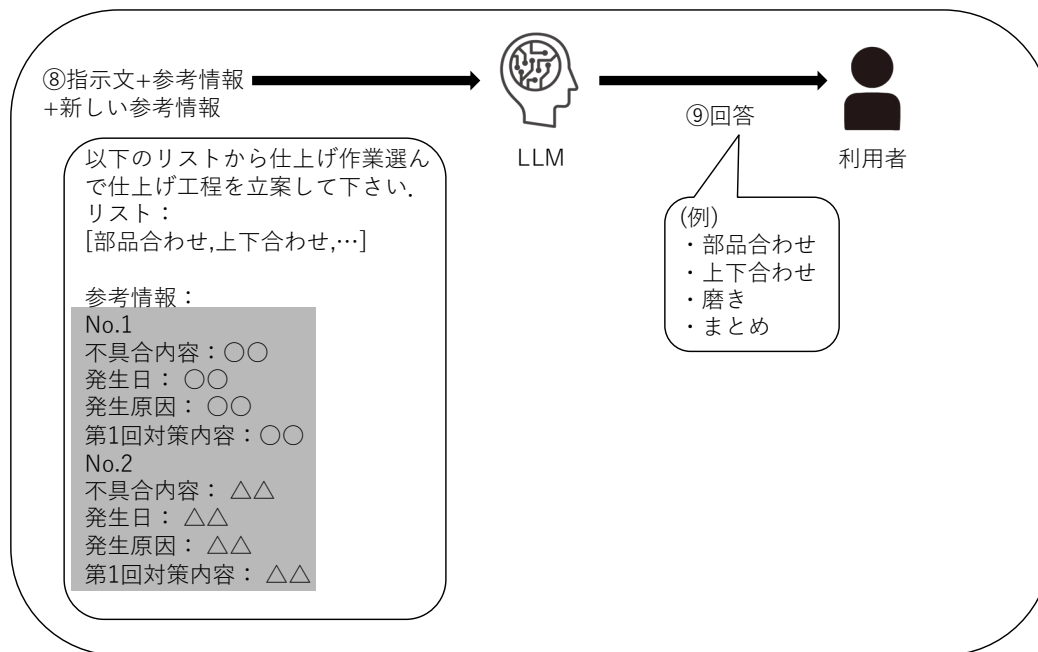 ⑧指示文+参考情報
+新しい参考情報
以下のリストから仕上げ作業選ん
で仕上げ工程を立案して下さい.
リスト：
[部品合わせ,上下合わせ,…]
参考情報：
No.1
不具合内容：○○
発生日： ○○
発生原因： ○○
第1回対策内容：○○
No.2
不具合内容： △△
発生日： △△
発生原因： △△
第1回対策内容： △△
LLM
⑨回答
(例)
・部品合わせ
・上下合わせ
・磨き
・まとめ
利用者